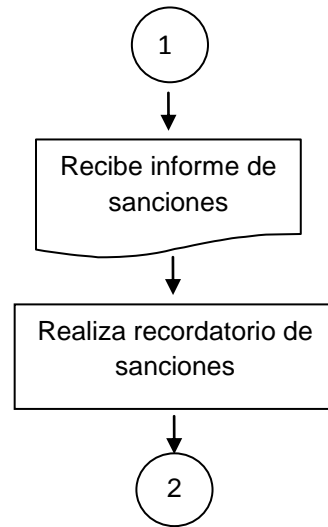 1
Recibe informe de
sanciones
Realiza recordatorio de
sanciones
2